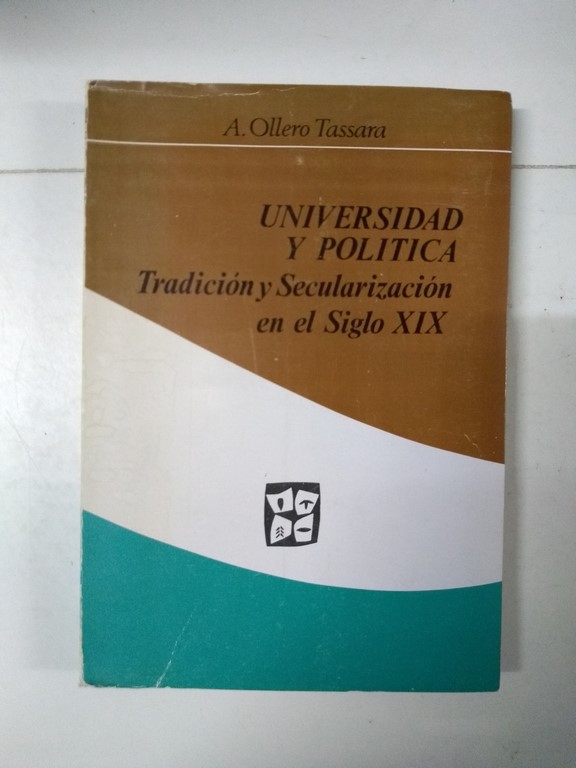 A. Ollero Tassara
UNIVERSIDAD
Y POLITICA
Tradición y Secularización
en el Siglo XIX